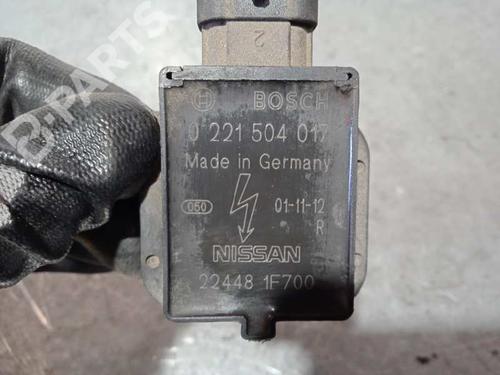 2
BOSCH
0 221 504 017
Made in Germany
050
01-11-12
R
NISSAN
22448 1F700
B-PARTS